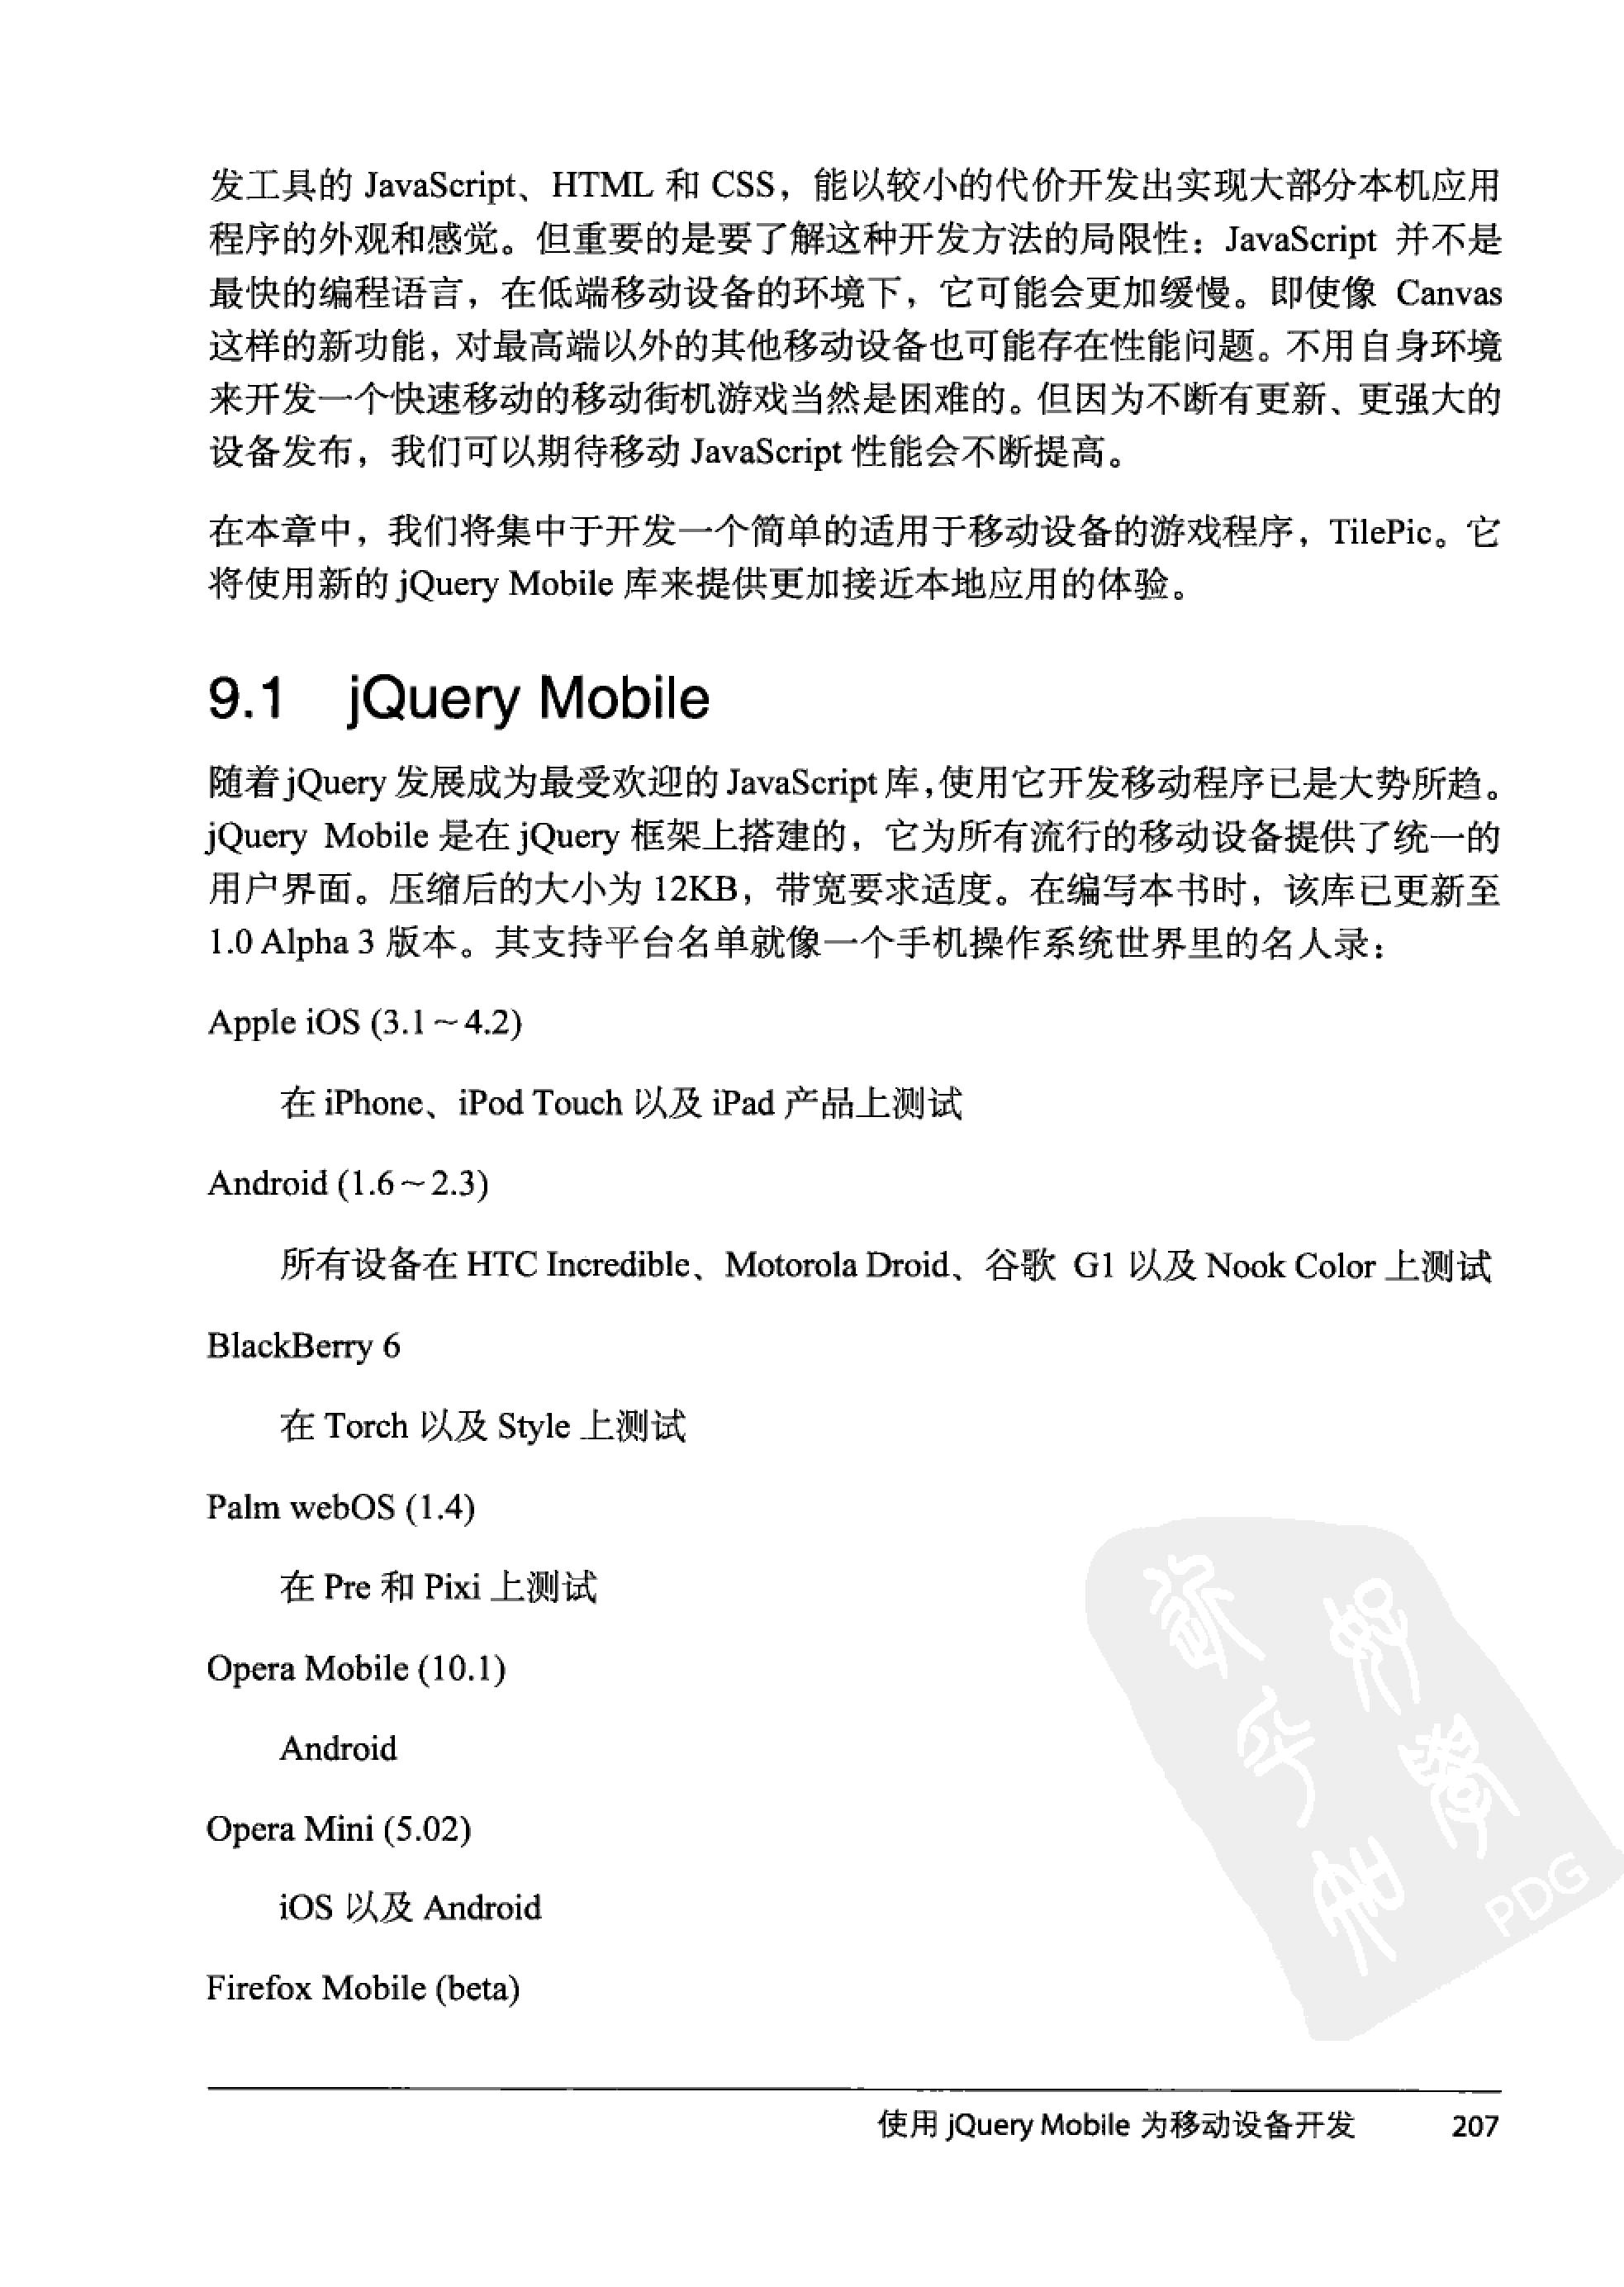 发工具的 JavaScript、HTML 和 CSS，能以较小的代价开发出实现大部分本机应用
程序的外观和感觉。但重要的是要了解这种开发方法的局限性：JavaScript 并不是
最快的编程语言，在低端移动设备的环境下，它可能会更加缓慢。即使像 Canvas
这样的新功能，对最高端以外的其他移动设备也可能存在性能问题。不用自身环境
来开发一个快速移动的移动街机游戏当然是困难的。但因为不断有更新、更强大的
设备发布，我们可以期待移动 JavaScript 性能会不断提高。
在本章中，我们将集中于开发一个简单的适用于移动设备的游戏程序，TilePic。它
将使用新的 jQuery Mobile 库来提供更加接近本地应用的体验。
9.1 jQuery Mobile
随着 jQuery 发展成为最受欢迎的 JavaScript 库，使用它开发移动程序已是大势所趋。
jQuery Mobile 是在 jQuery 框架上搭建的，它为所有流行的移动设备提供了统一的
用户界面。压缩后的大小为 12KB，带宽要求适度。在编写本书时，该库已更新至
1.0 Alpha 3 版本。其支持平台名单就像一个手机操作系统世界里的名人录：
Apple iOS (3.1～4.2)
在 iPhone、iPod Touch 以及 iPad 产品上测试
Android (1.6～2.3)
所有设备在 HTC Incredible、Motorola Droid、谷歌 G1 以及 Nook Color 上测试
BlackBerry 6
在 Torch 以及 Style 上测试
Palm webOS (1.4)
在 Pre 和 Pixi 上测试
Opera Mobile (10.1)
Android
Opera Mini (5.02)
iOS 以及 Android
Firefox Mobile (beta)
PDG
使用 jQuery Mobile 为移动设备开发 207